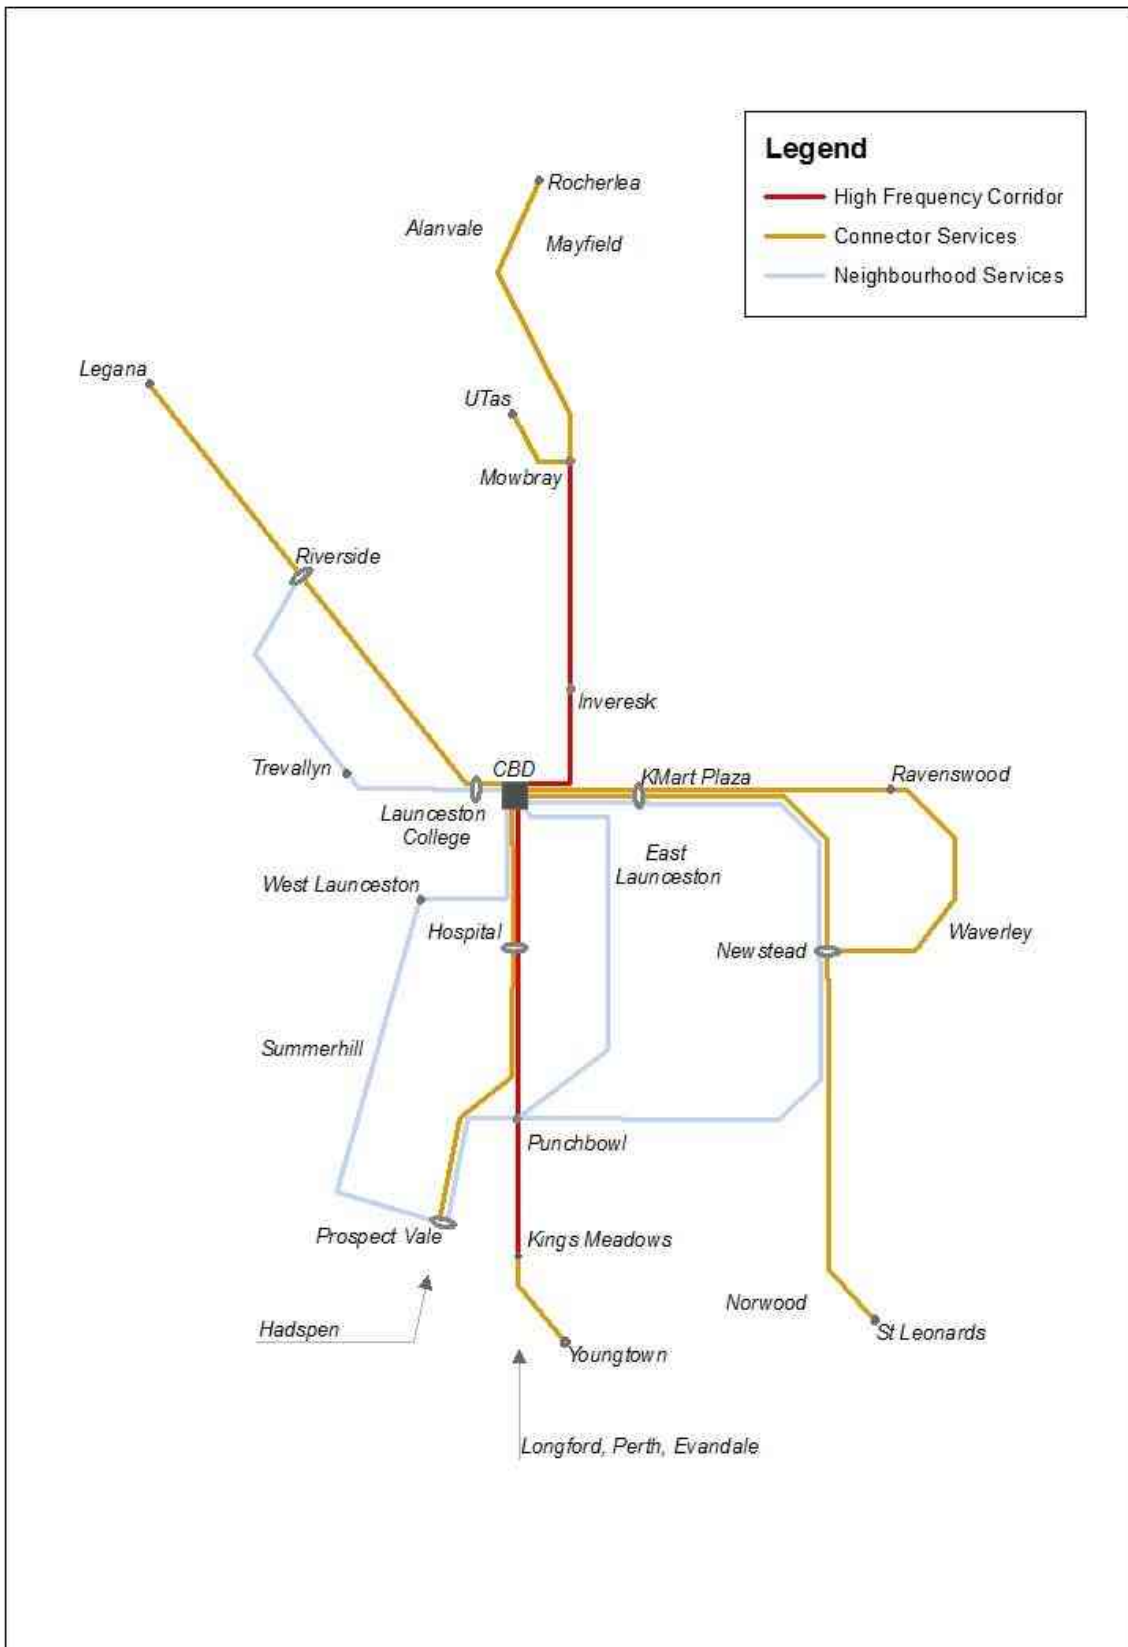 Legend
High Frequency Corridor
Connector Services
Neighbourhood Services
Rocherlea
Alanvale
Mayfield
Legana
UTas
Mowbray
Riverside
Inveresk
Trevallyn
CBD
KMart Plaza
Ravenswood
Launceston
College
East
Launceston
West Launceston
Hospital
Newstead
Waverley
Summerhill
Punchbowl
Prospect Vale
Kings Meadows
Hadspen
Norwood
St Leonards
Youngtown
Longford, Perth, Evandale